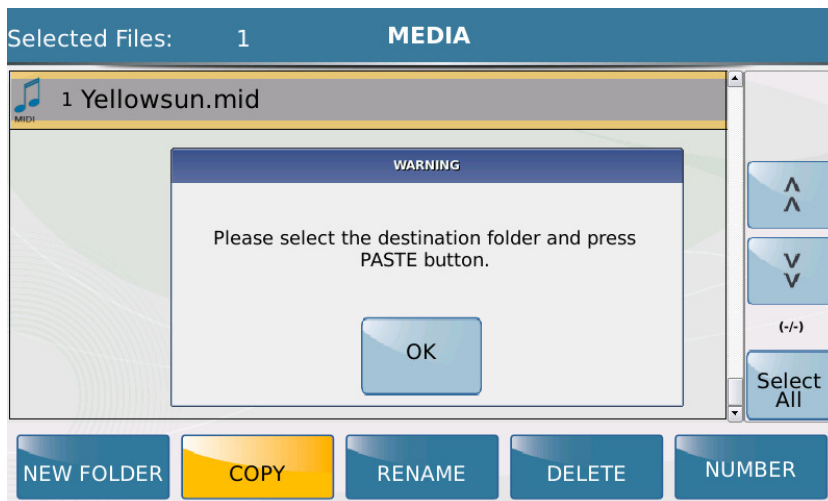 Selected Files: 1 MEDIA
MIDI 1 Yellowsun.mid
WARNING
Please select the destination folder and press
PASTE button.
OK
(-/-)
Select
All
NEW FOLDER COPY RENAME DELETE NUMBER